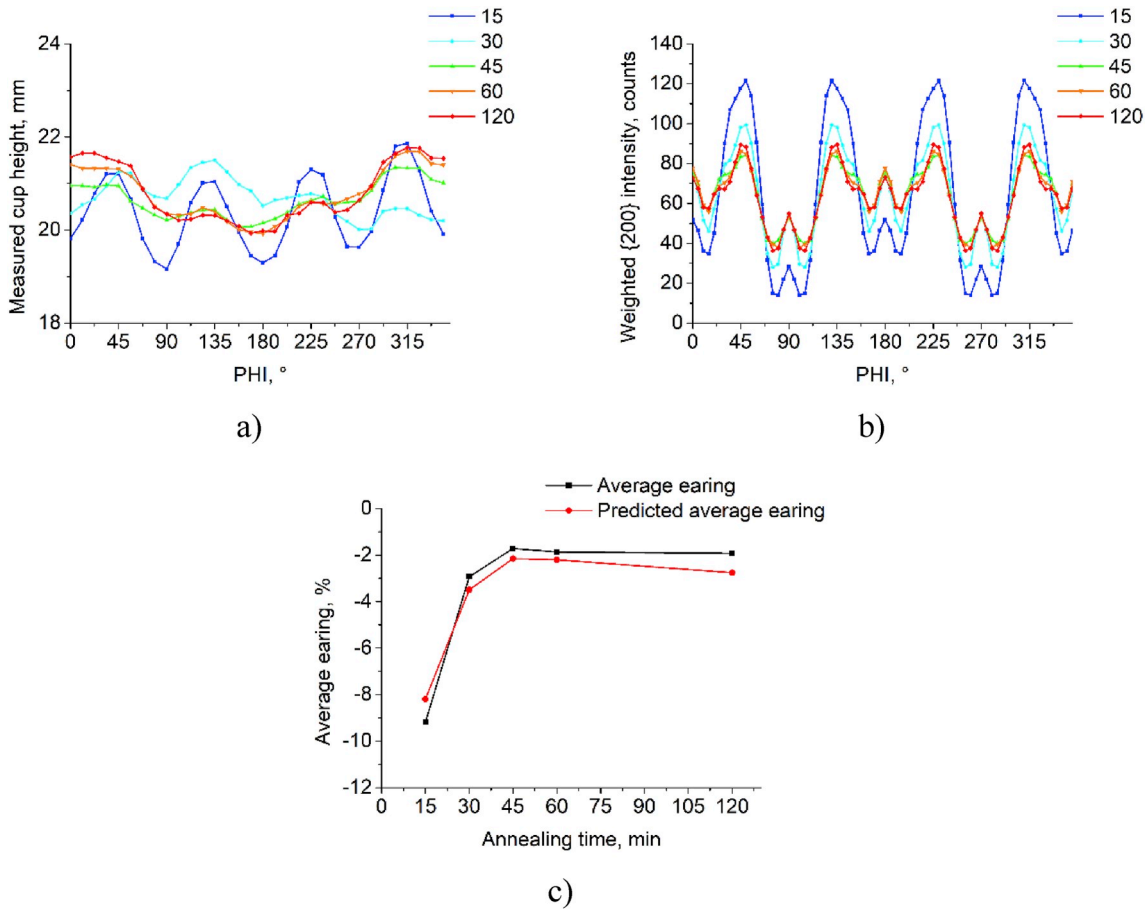 15
30
45
60
120
24
22
20
18
Measured cup height, mm
0 45 90 135 180 225 270 315
PHI, °
a)
15
30
45
60
120
140
120
100
80
60
40
20
0
Weighted {200} intensity, counts
0 45 90 135 180 225 270 315
PHI, °
b)
Average earing
Predicted average earing
0
-2
-4
-6
-8
-10
-12
Average earing, %
0 15 30 45 60 75 90 105 120
Annealing time, min
c)